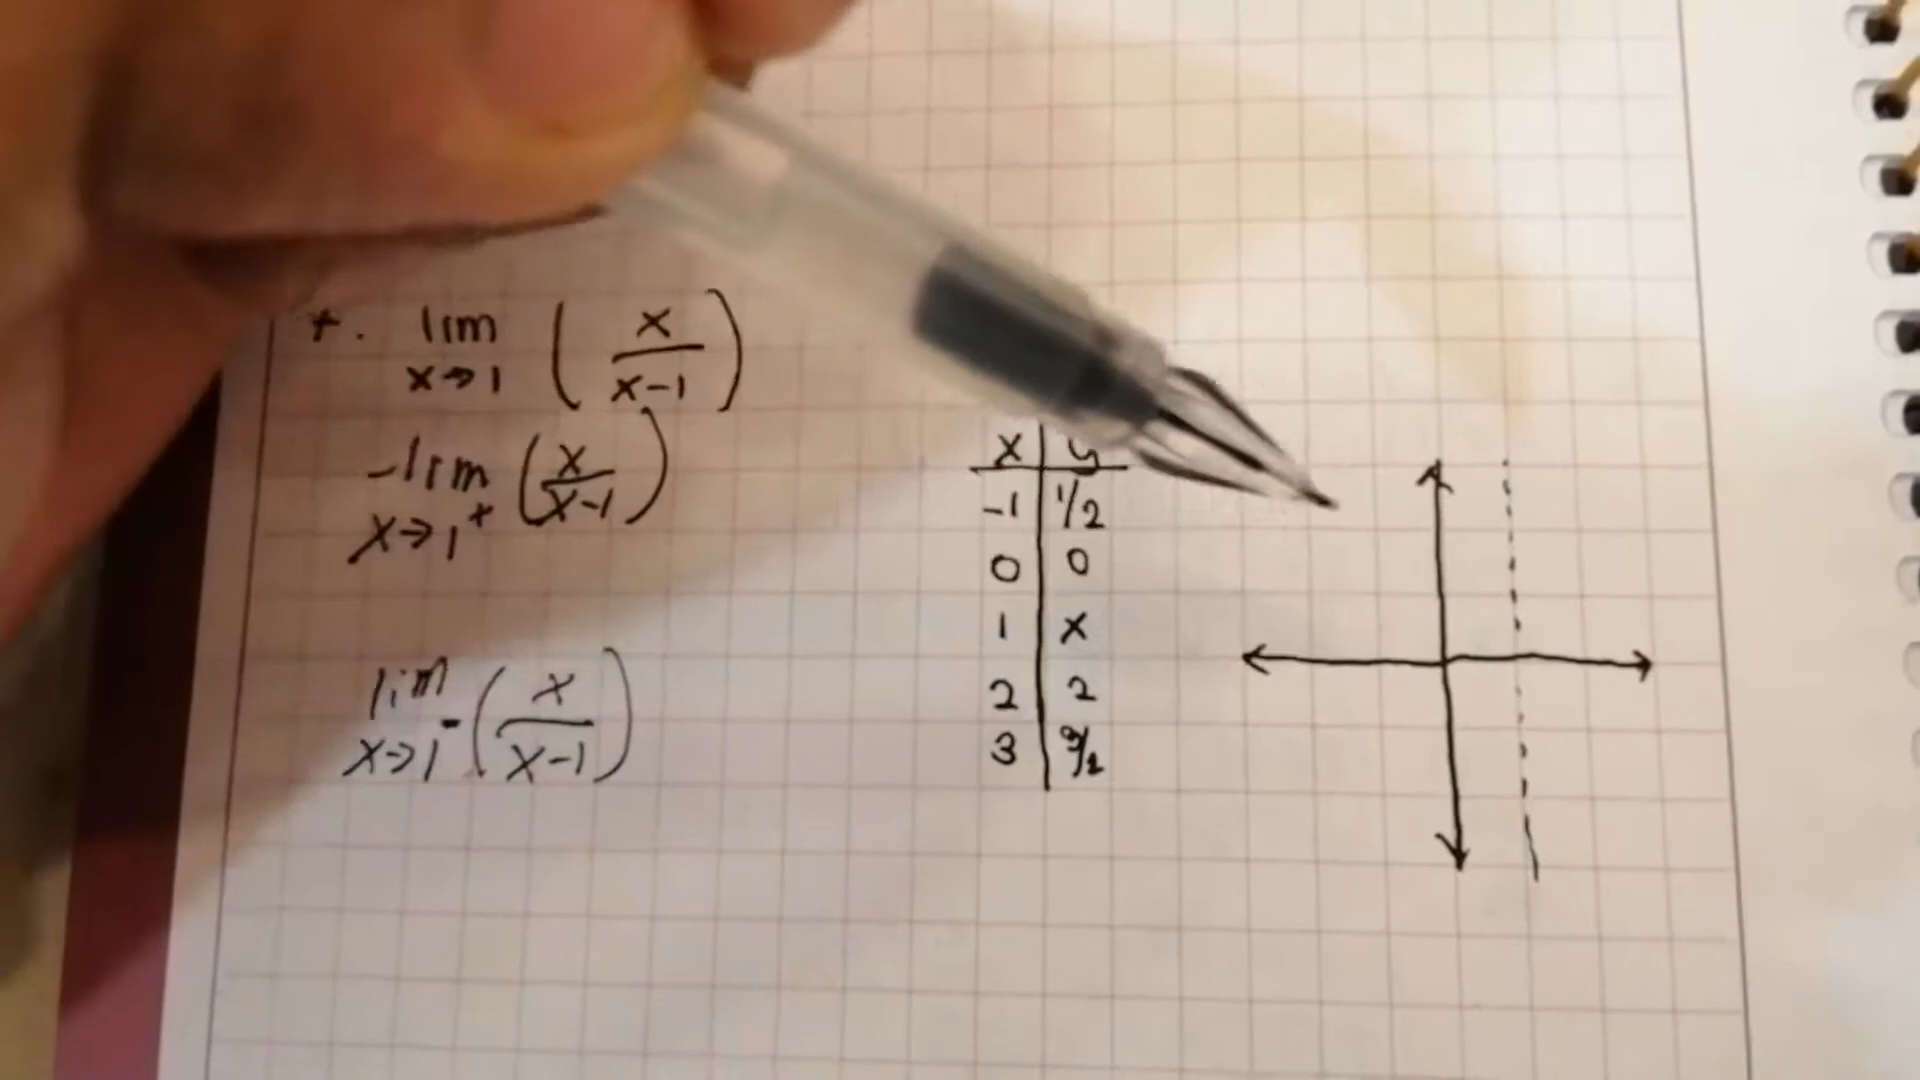 +. lim x→1 (x/(x-1))
-lim x→1⁺ (x/(x-1))
lim x→1⁻ (x/(x-1))
x | y
-1 | 1/2
0 | 0
1 | x
2 | 2
3 | 3/2